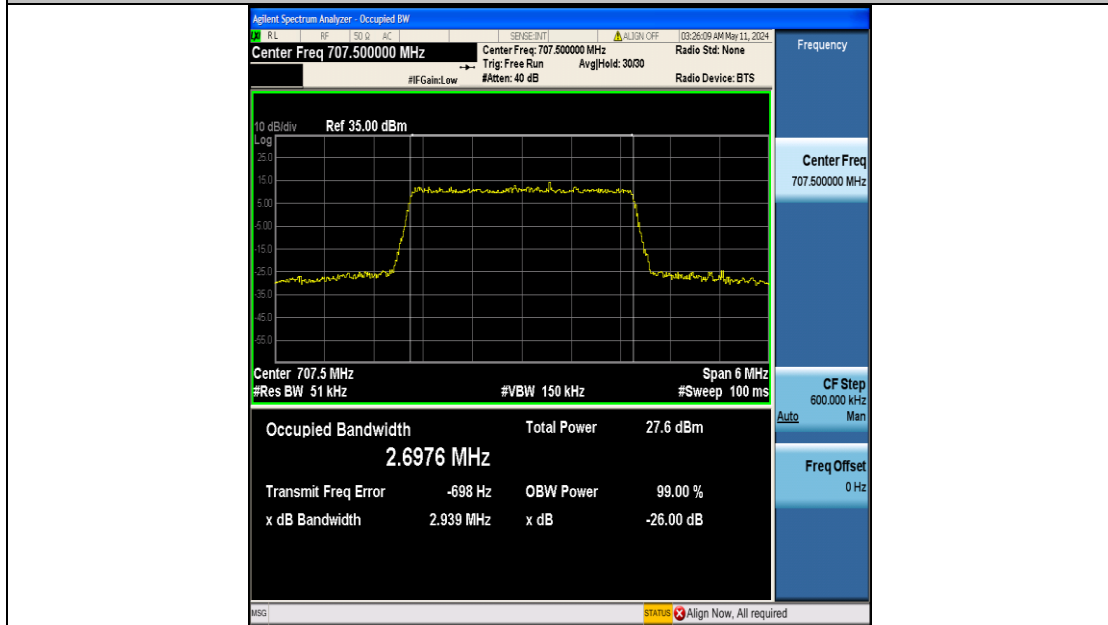 Agilent Spectrum Analyzer - Occupied BW
RL RF 50 Ω AC SENSE:INT ALIGN OFF 03:26:09 AM May 11, 2024
Center Freq 707.500000 MHz
Center Freq: 707.500000 MHz
Radio Std: None
Trig: Free Run Avg|Hold: 30/30
#IFGain:Low
#Atten: 40 dB
Radio Device: BTS
Frequency
10 dB/div Ref 35.00 dBm
Log
25.0
15.0
5.00
-5.00
-15.0
-25.0
-35.0
-45.0
-55.0
Center 707.5 MHz
Span 6 MHz
#Res BW 51 kHz
#VBW 150 kHz
#Sweep 100 ms
Center Freq
707.500000 MHz
CF Step
600.000 kHz
Auto Man
Freq Offset
0 Hz
Occupied Bandwidth
2.6976 MHz
Total Power 27.6 dBm
Transmit Freq Error -698 Hz
OBW Power 99.00 %
x dB Bandwidth 2.939 MHz
x dB -26.00 dB
MSG
STATUS Align Now, All required